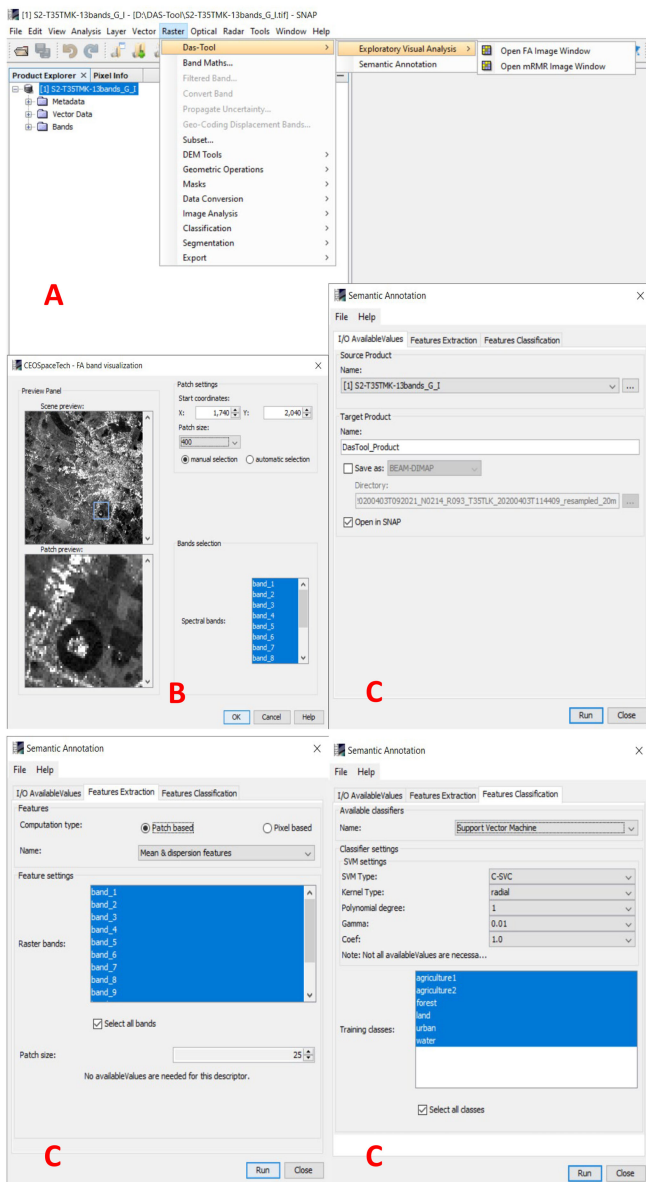 [1] S2-T35TMK-13bands_G_I - [D:\DAS-Tool\S2-T35TMK-13bands_G_I.tif] - SNAP
File Edit View Analysis Layer Vector Raster Optical Radar Tools Window Help
Product Explorer × Pixel Info
[1] S2-T35TMK-13bands_G_I
Metadata
Vector Data
Bands
Das-Tool >
Band Maths...
Filtered Band...
Convert Band
Propagate Uncertainty...
Geo-Coding Displacement Bands...
Subset...
DEM Tools >
Geometric Operations >
Masks >
Data Conversion >
Image Analysis >
Classification >
Segmentation >
Export >
Exploratory Visual Analysis >
Semantic Annotation
Open FA Image Window
Open mRMR Image Window
A
CEOSpaceTech - FA band visualization
Preview Panel
Scene preview:
Patch preview:
Patch settings
Start coordinates:
X: 1,740 Y: 2,040
Patch size:
400
manual selection automatic selection
Bands selection
Spectral bands:
band_1
band_2
band_3
band_4
band_5
band_6
band_7
band_8
B
OK Cancel Help
Semantic Annotation
File Help
I/O AvailableValues Features Extraction Features Classification
Source Product
Name:
[1] S2-T35TMK-13bands_G_I ...
Target Product
Name:
DasTool_Product
Save as: BEAM-DIMAP
Directory:
!0200403T092021_N0214_R093_T35TLK_20200403T114409_resampled_20m ...
Open in SNAP
C
Run Close
Semantic Annotation
File Help
I/O AvailableValues Features Extraction Features Classification
Features
Computation type: Patch based Pixel based
Name: Mean & dispersion features
Feature settings
Raster bands:
band_1
band_2
band_3
band_4
band_5
band_6
band_7
band_8
band_9
Select all bands
Patch size: 25
No availableValues are needed for this descriptor.
C
Run Close
Semantic Annotation
File Help
I/O AvailableValues Features Extraction Features Classification
Available classifiers
Name: Support Vector Machine
Classifier settings
SVM settings
SVM Type: C-SVC
Kernel Type: radial
Polynomial degree: 1
Gamma: 0.01
Coef: 1.0
Note: Not all availableValues are necessa...
Training classes:
agriculture1
agriculture2
forest
land
urban
water
Select all classes
C
Run Close